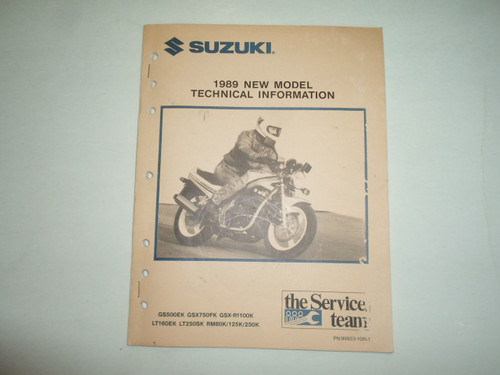 SUZUKI
1989 NEW MODEL
TECHNICAL INFORMATION
GS500EK GSX750FK GSX-R1100K
LT160EK LT250SK RM80K/125K/250K
the Service
team